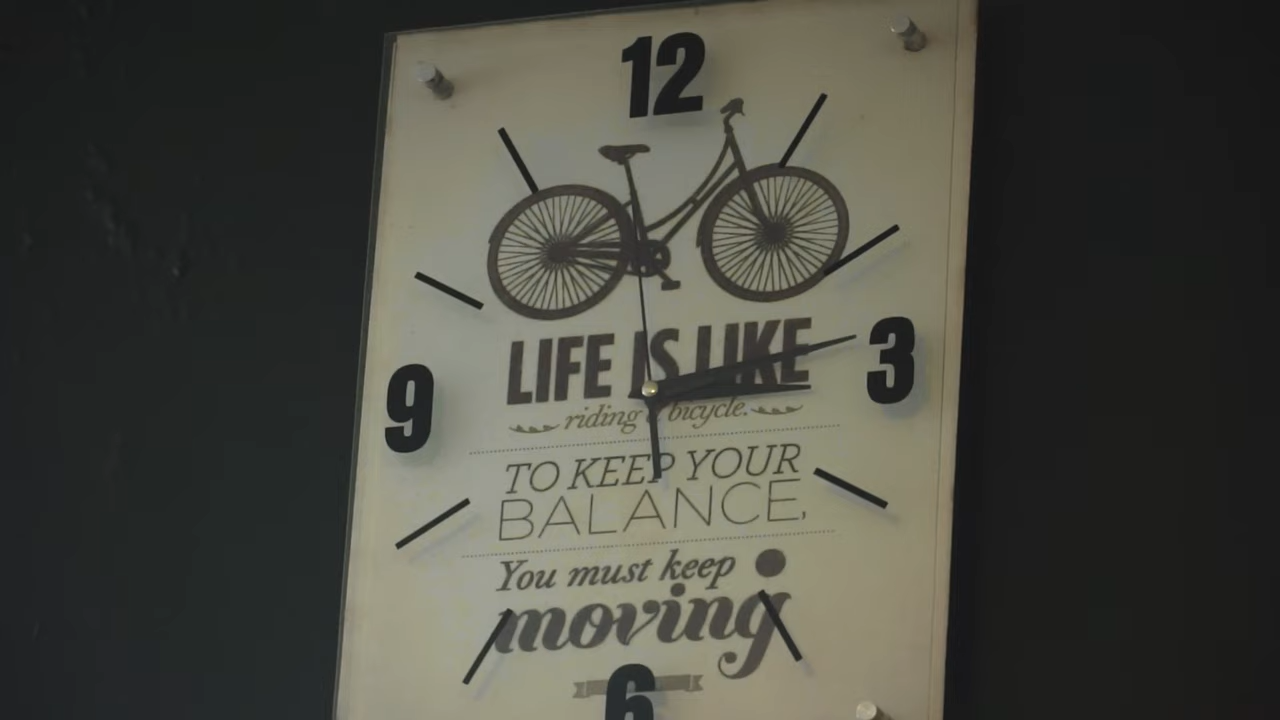 12
LIFE IS LIKE
3
9
riding a bicycle.
TO KEEP YOUR
BALANCE,
You must keep
moving
6